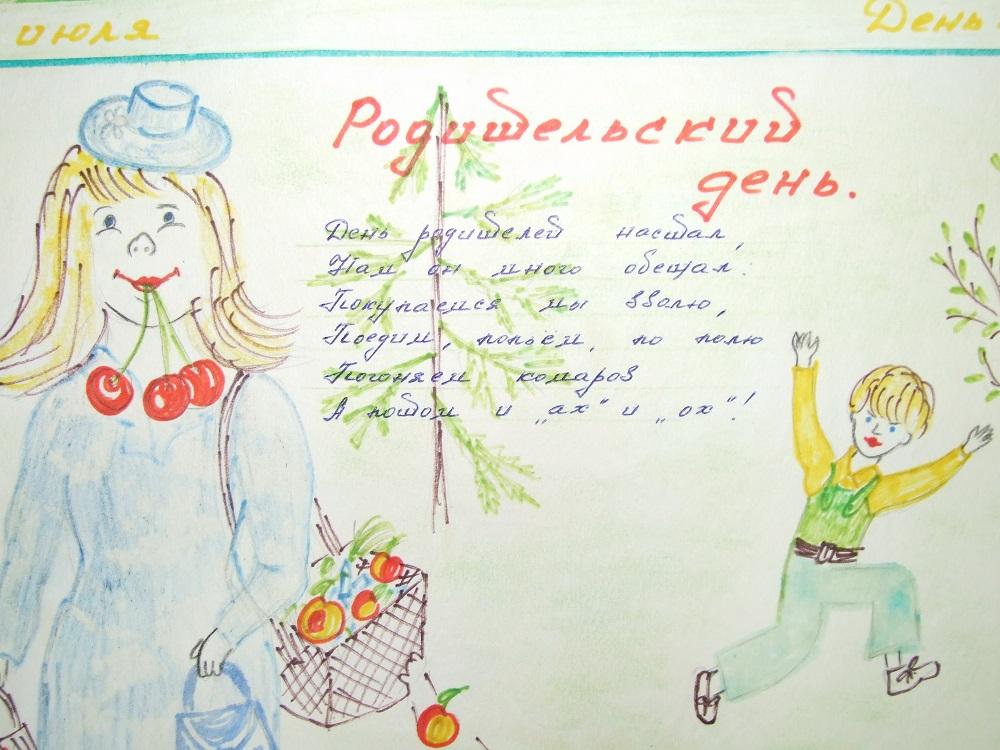 июля
День
Родительский
день.
День родителей настал,
Нам он много обещал.
Покупаемся мы вволю,
Поедим, попьём, по полю
Погоняем комаров
А потом и „ах“ и „ох“!